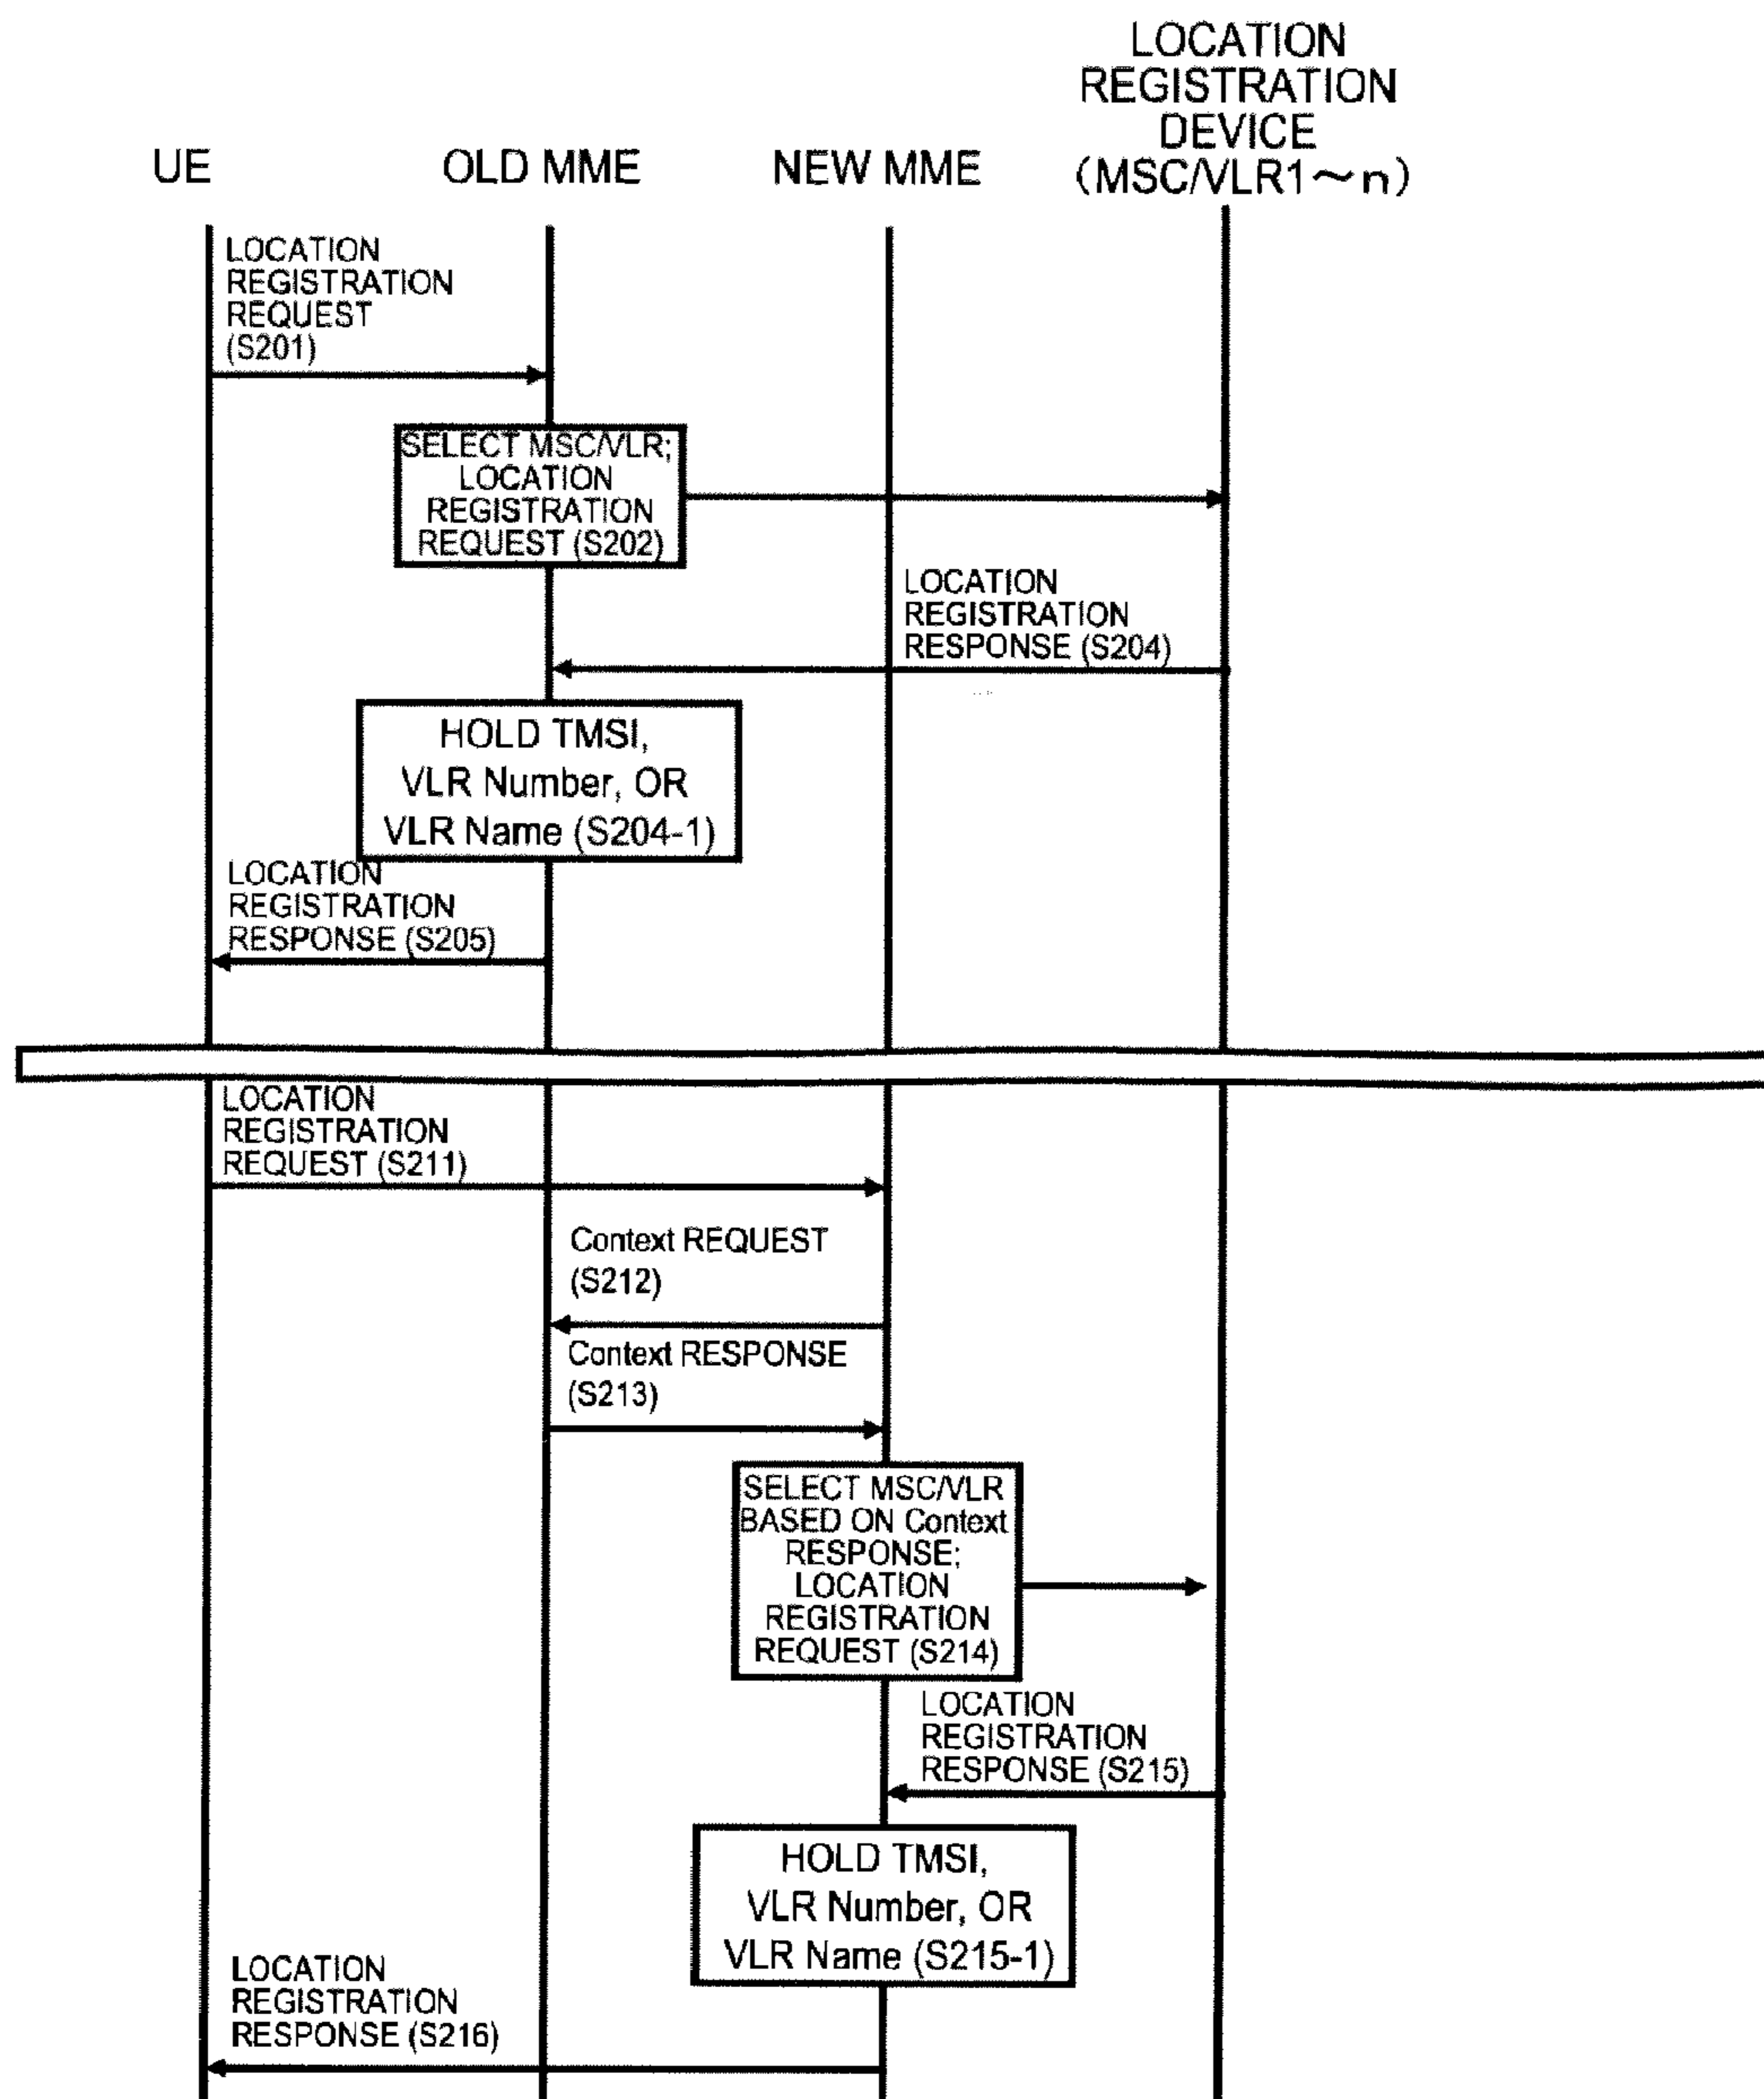 LOCATION
REGISTRATION
DEVICE
(MSC/VLR1～n)
UE
OLD MME
NEW MME
LOCATION
REGISTRATION
REQUEST
(S201)
SELECT MSC/VLR;
LOCATION
REGISTRATION
REQUEST (S202)
LOCATION
REGISTRATION
RESPONSE (S204)
HOLD TMSI,
VLR Number, OR
VLR Name (S204-1)
LOCATION
REGISTRATION
RESPONSE (S205)
LOCATION
REGISTRATION
REQUEST (S211)
Context REQUEST
(S212)
Context RESPONSE
(S213)
SELECT MSC/VLR
BASED ON Context
RESPONSE;
LOCATION
REGISTRATION
REQUEST (S214)
LOCATION
REGISTRATION
RESPONSE (S215)
HOLD TMSI,
VLR Number, OR
VLR Name (S215-1)
LOCATION
REGISTRATION
RESPONSE (S216)